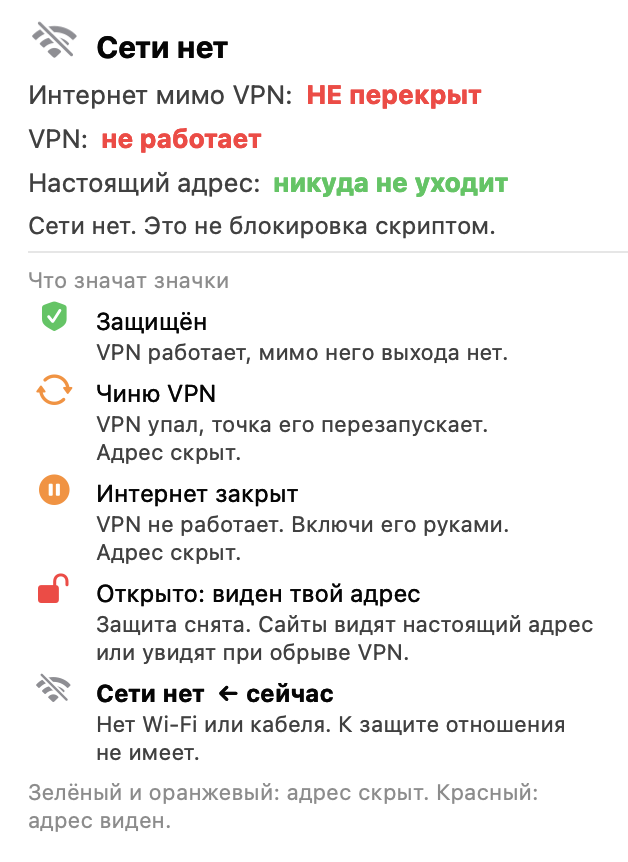 Сети нет
Интернет мимо VPN: НЕ перекрыт
VPN: не работает
Настоящий адрес: никуда не уходит
Сети нет. Это не блокировка скриптом.
Что значат значки
Защищён
VPN работает, мимо него выхода нет.
Чиню VPN
VPN упал, точка его перезапускает.
Адрес скрыт.
Интернет закрыт
VPN не работает. Включи его руками.
Адрес скрыт.
Открыто: виден твой адрес
Защита снята. Сайты видят настоящий адрес
или увидят при обрыве VPN.
Сети нет ← сейчас
Нет Wi-Fi или кабеля. К защите отношения
не имеет.
Зелёный и оранжевый: адрес скрыт. Красный:
адрес виден.